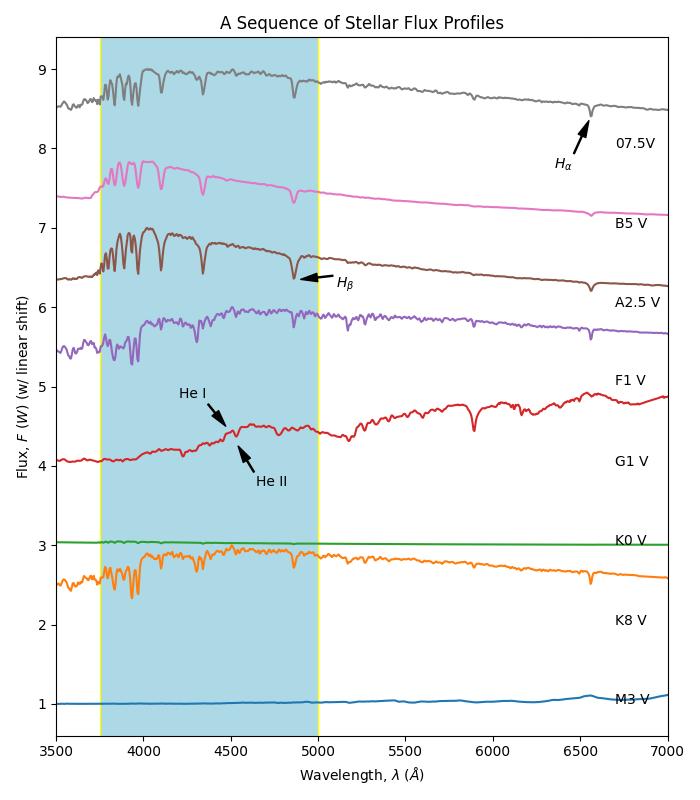 A Sequence of Stellar Flux Profiles
Flux, F (W) (w/ linear shift)
9
8
7
6
5
4
3
2
1
07.5V
B5 V
A2.5 V
F1 V
G1 V
K0 V
K8 V
M3 V
Hα
Hβ
He I
He II
3500 4000 4500 5000 5500 6000 6500 7000
Wavelength, λ (Å)